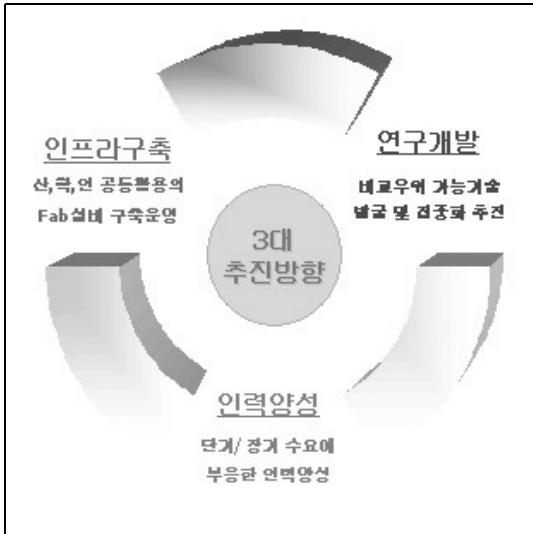 인프라구축
산,학,연 공동활용의
Fab설비 구축운영
연구개발
비교우위 가능기술
발굴 및 집중화 추진
3대
추진방향
인력양성
단기/ 장기 수요에
부응한 인력양성